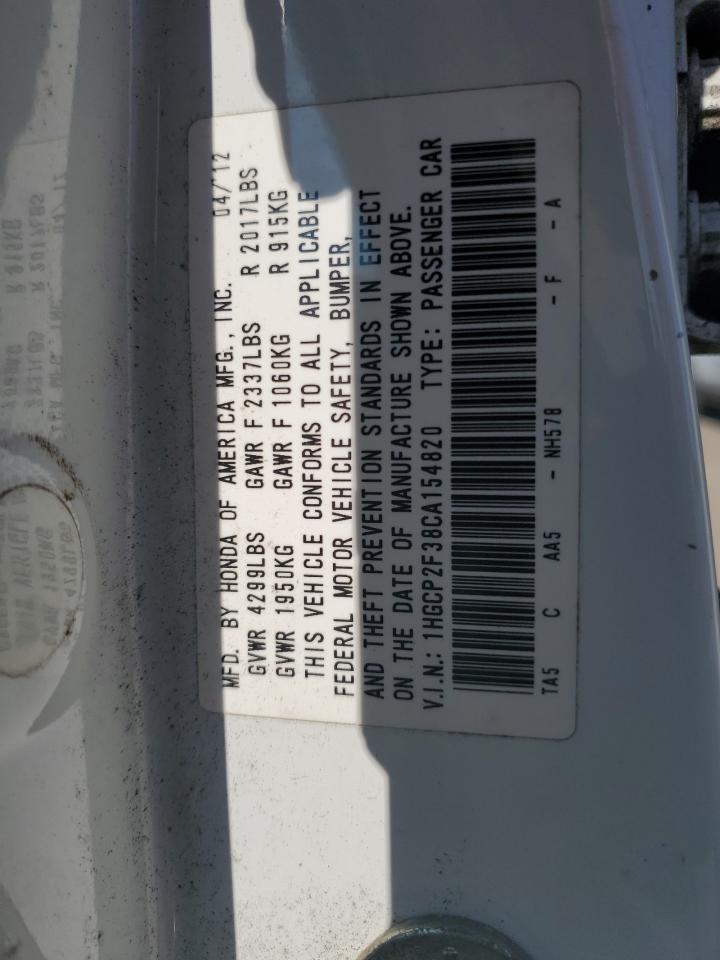 MFD. BY HONDA OF AMERICA MFG., INC. 04/12
GVWR 4299LBS GAWR F 2337LBS R 2017LBS
GVWR 1950KG GAWR F 1060KG R 915KG
THIS VEHICLE CONFORMS TO ALL APPLICABLE
FEDERAL MOTOR VEHICLE SAFETY, BUMPER,
AND THEFT PREVENTION STANDARDS IN EFFECT
ON THE DATE OF MANUFACTURE SHOWN ABOVE.
V.I.N.: 1HGCP2F38CA154820 TYPE: PASSENGER CAR
TA5 C AA5 - NH578 - F - A